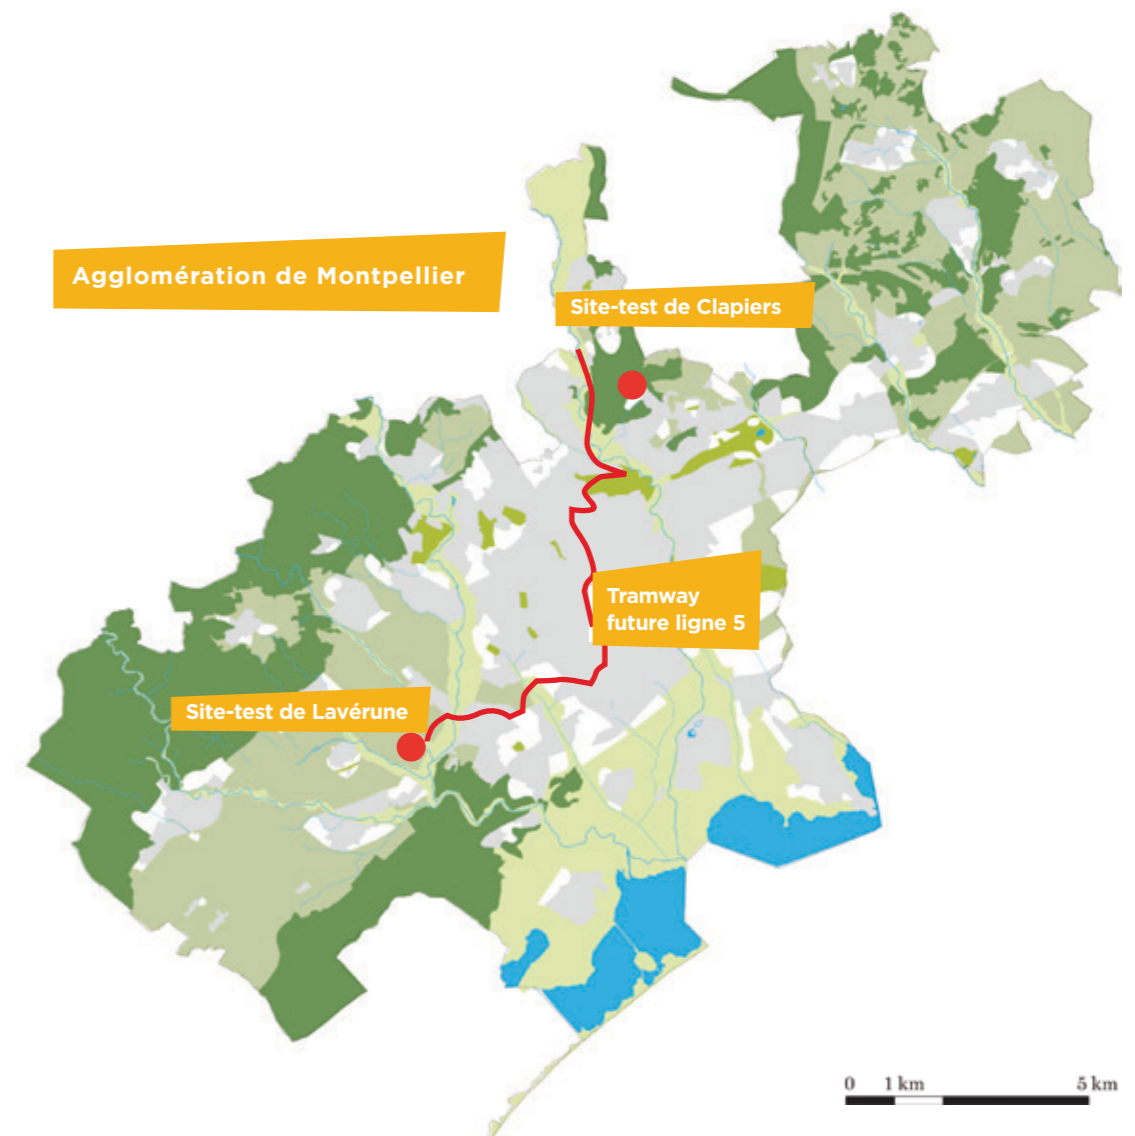 Agglomération de Montpellier
Site-test de Clapiers
Tramway
future ligne 5
Site-test de Lavérune
0 1 km 5 km